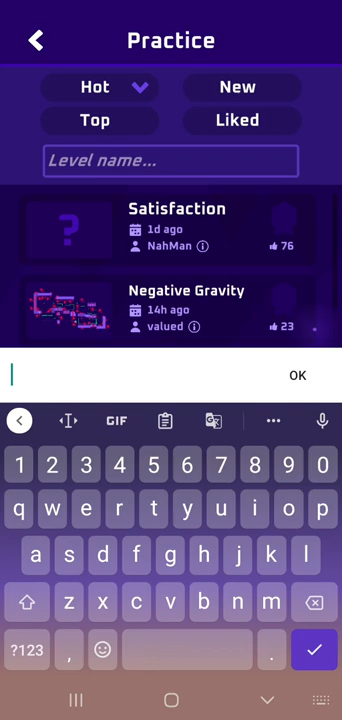 Practice
Hot
New
Top
Liked
Level name...
?
Satisfaction
1d ago
NahMan
76
Negative Gravity
14h ago
valued
23
OK
GIF
1 2 3 4 5 6 7 8 9 0
q w e r t y u i o p
a s d f g h j k l
z x c v b n m
?123 , .